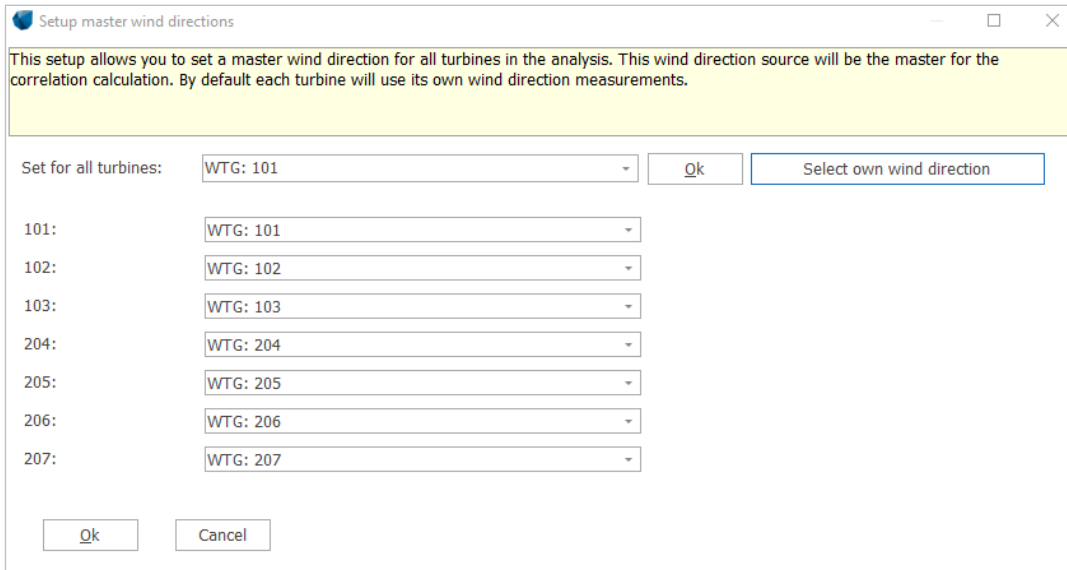 Setup master wind directions
This setup allows you to set a master wind direction for all turbines in the analysis. This wind direction source will be the master for the
correlation calculation. By default each turbine will use its own wind direction measurements.
Set for all turbines: WTG: 101 Ok Select own wind direction
101: WTG: 101
102: WTG: 102
103: WTG: 103
204: WTG: 204
205: WTG: 205
206: WTG: 206
207: WTG: 207
Ok Cancel